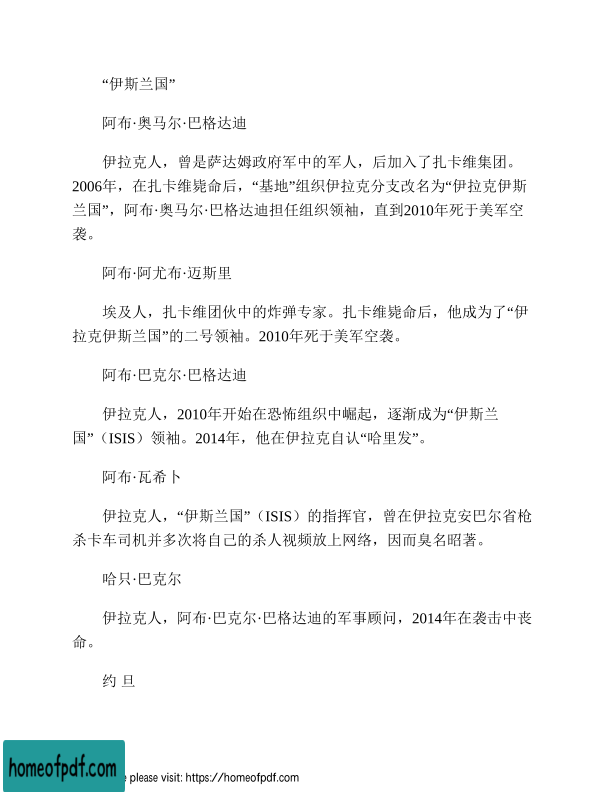 “伊斯兰国”
阿布·奥马尔·巴格达迪
伊拉克人，曾是萨达姆政府军中的军人，后加入了扎卡维集团。
2006年，在扎卡维毙命后，“基地”组织伊拉克分支改名为“伊拉克伊斯
兰国”，阿布·奥马尔·巴格达迪担任组织领袖，直到2010年死于美军空
袭。
阿布·阿尤布·迈斯里
埃及人，扎卡维团伙中的炸弹专家。扎卡维毙命后，他成为了“伊
拉克伊斯兰国”的二号领袖。2010年死于美军空袭。
阿布·巴克尔·巴格达迪
伊拉克人，2010年开始在恐怖组织中崛起，逐渐成为“伊斯兰
国”（ISIS）领袖。2014年，他在伊拉克自认“哈里发”。
阿布·瓦希卜
伊拉克人，“伊斯兰国”（ISIS）的指挥官，曾在伊拉克安巴尔省枪
杀卡车司机并多次将自己的杀人视频放上网络，因而臭名昭著。
哈只·巴克尔
伊拉克人，阿布·巴克尔·巴格达迪的军事顾问，2014年在袭击中丧
命。
约 旦
homeofpdf.com
e please visit: https://homeofpdf.com